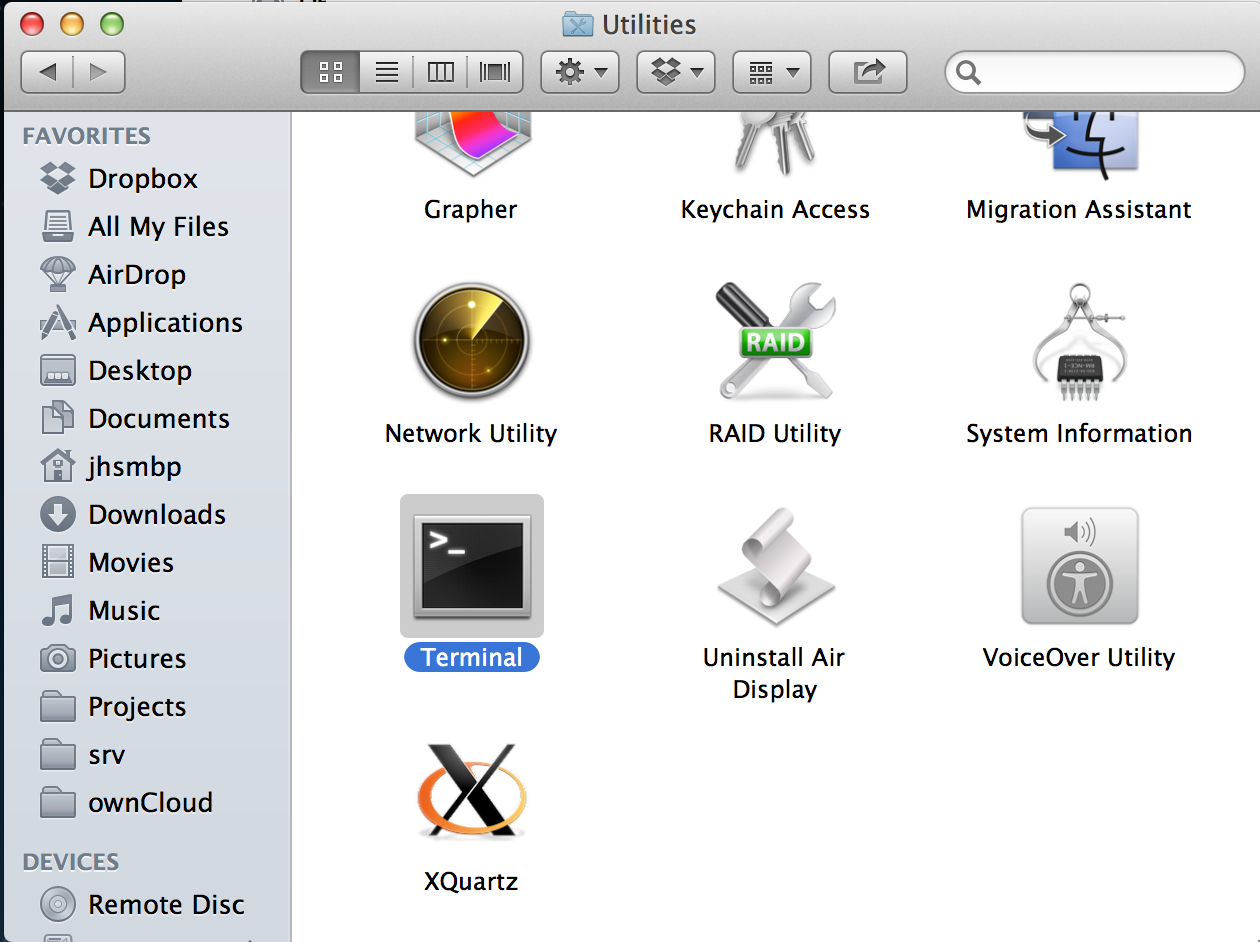 Utilities
FAVORITES
Dropbox
All My Files
AirDrop
Applications
Desktop
Documents
jhsmbp
Downloads
Movies
Music
Pictures
Projects
srv
ownCloud
DEVICES
Remote Disc
Grapher
Keychain Access
Migration Assistant
RAID
Network Utility
RAID Utility
System Information
>_
Terminal
Uninstall Air
Display
VoiceOver Utility
XQuartz